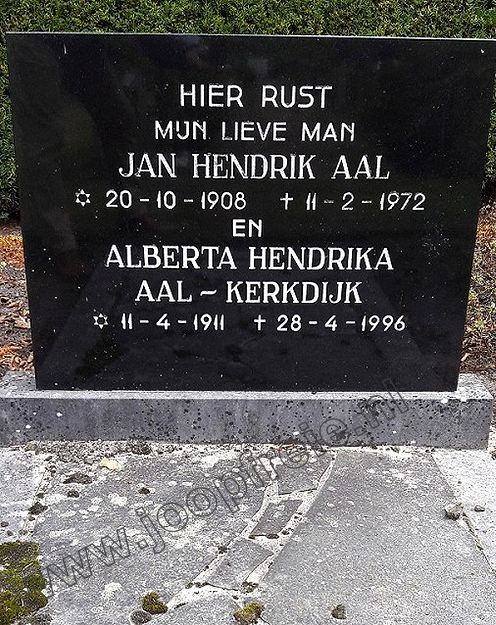 HIER RUST
MIJN LIEVE MAN
JAN HENDRIK AAL
✡ 20-10-1908 † 11-2-1972
EN
ALBERTA HENDRIKA
AAL-KERKDIJK
✡ 11-4-1911 † 28-4-1996
www.jooptreie.nl